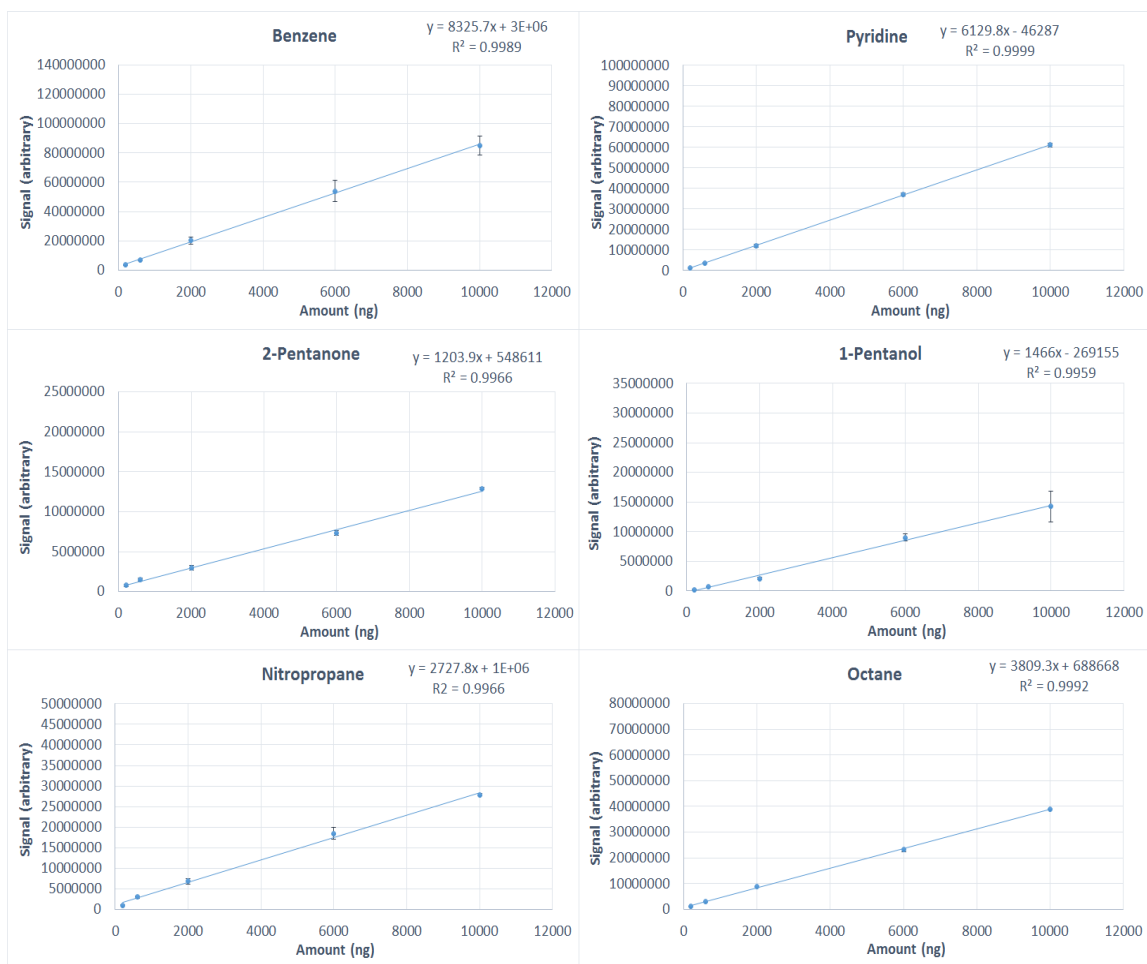 Benzene
y = 8325.7x + 3E+06
R² = 0.9989
140000000
120000000
100000000
80000000
60000000
40000000
20000000
0
Signal (arbitrary)
0 2000 4000 6000 8000 10000 12000
Amount (ng)
Pyridine
y = 6129.8x - 46287
R² = 0.9999
100000000
90000000
80000000
70000000
60000000
50000000
40000000
30000000
20000000
10000000
0
Signal (arbitrary)
0 2000 4000 6000 8000 10000 12000
Amount (ng)
2-Pentanone
y = 1203.9x + 548611
R² = 0.9966
25000000
20000000
15000000
10000000
5000000
0
Signal (arbitrary)
0 2000 4000 6000 8000 10000 12000
Amount (ng)
1-Pentanol
y = 1466x - 269155
R² = 0.9959
35000000
30000000
25000000
20000000
15000000
10000000
5000000
0
Signal (arbitrary)
0 2000 4000 6000 8000 10000 12000
Amount (ng)
Nitropropane
y = 2727.8x + 1E+06
R2 = 0.9966
50000000
45000000
40000000
35000000
30000000
25000000
20000000
15000000
10000000
5000000
0
Signal (arbitrary)
0 2000 4000 6000 8000 10000 12000
Amount (ng)
Octane
y = 3809.3x + 688668
R² = 0.9992
80000000
70000000
60000000
50000000
40000000
30000000
20000000
10000000
0
Signal (arbitrary)
0 2000 4000 6000 8000 10000 12000
Amount (ng)